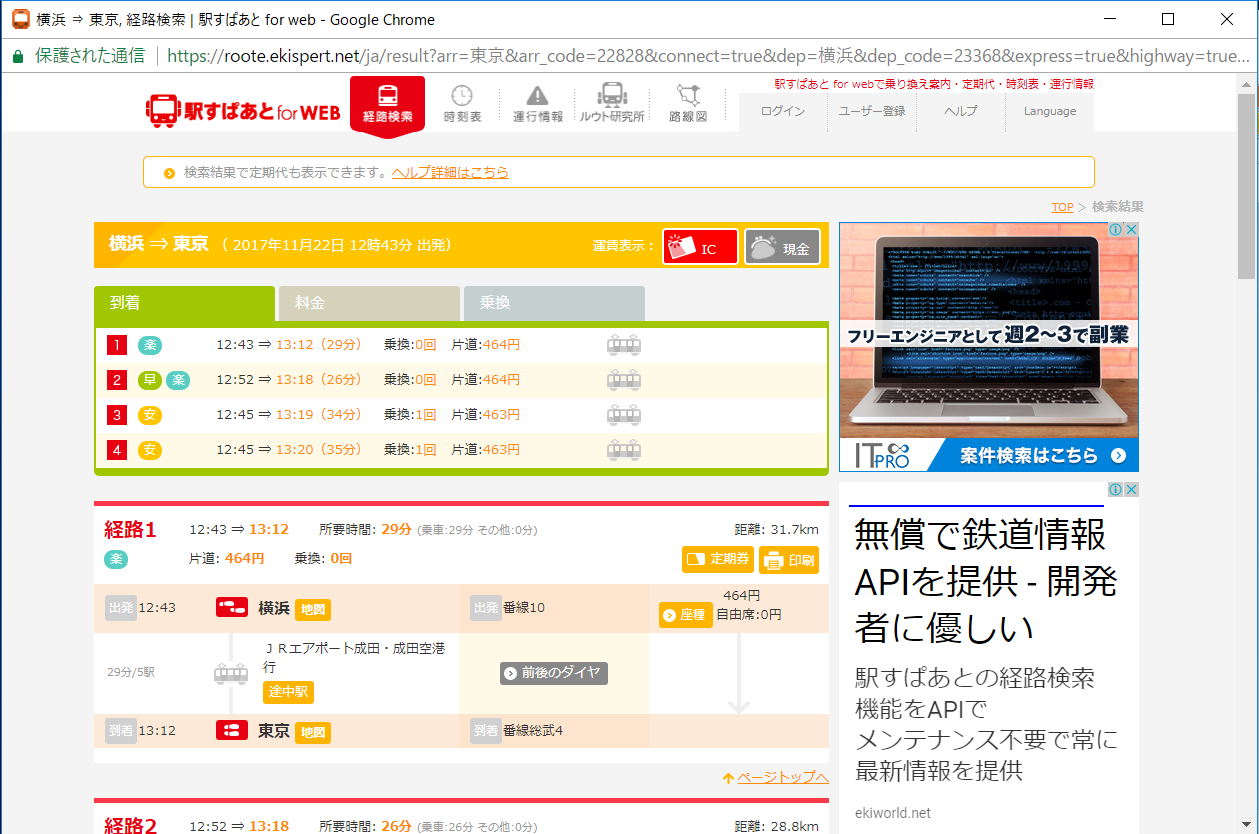 横浜 ⇒ 東京, 経路検索 | 駅すぱあと for web - Google Chrome
保護された通信 https://roote.ekispert.net/ja/result?arr=東京&arr_code=22828&connect=true&dep=横浜&dep_code=23368&express=true&highway=true...
駅すぱあと for webで乗り換え案内・定期代・時刻表・運行情報
駅すぱあと for WEB 経路検索 時刻表 運行情報 ルウト研究所 路線図 ログイン ユーザー登録 ヘルプ Language
検索結果で定期代も表示できます。 ヘルプ詳細はこちら
TOP > 検索結果
横浜 ⇒ 東京 ( 2017年11月22日 12時43分 出発) 運賃表示: IC 現金
到着 料金 乗換
1 楽 12:43 ⇒ 13:12 (29分) 乗換:0回 片道:464円
2 早 楽 12:52 ⇒ 13:18 (26分) 乗換:0回 片道:464円
3 安 12:45 ⇒ 13:19 (34分) 乗換:1回 片道:463円
4 安 12:45 ⇒ 13:20 (35分) 乗換:1回 片道:463円
経路1 12:43 ⇒ 13:12 所要時間: 29分 (乗車:29分 その他:0分) 距離: 31.7km
楽 片道: 464円 乗換: 0回 定期券 印刷
出発 12:43 横浜 地図 出発 番線10 座種 464円
自由席:0円
29分/5駅 JRエアポート成田・成田空港
行
途中駅
前後のダイヤ
到着 13:12 東京 地図 到着 番線総武4
ページトップへ
経路2 12:52 ⇒ 13:18 所要時間: 26分 (乗車:26分 その他:0分) 距離: 28.8km
フリーエンジニアとして週2～3で副業
ITPRO 案件検索はこちら
無償で鉄道情報
APIを提供 - 開発
者に優しい
駅すぱあとの経路検索
機能をAPIで
メンテナンス不要で常に
最新情報を提供
ekiworld.net